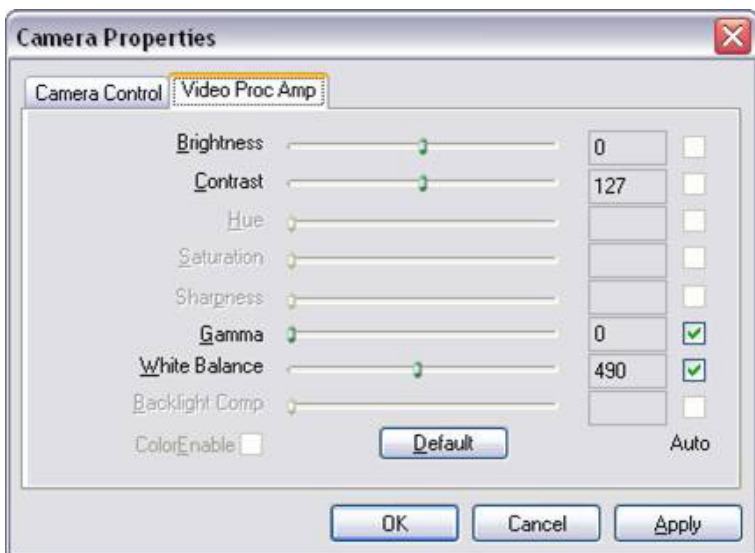 Camera Properties
Camera Control Video Proc Amp
Brightness 0
Contrast 127
Hue
Saturation
Sharpness
Gamma 0
White Balance 490
Backlight Comp
ColorEnable Default Auto
OK Cancel Apply